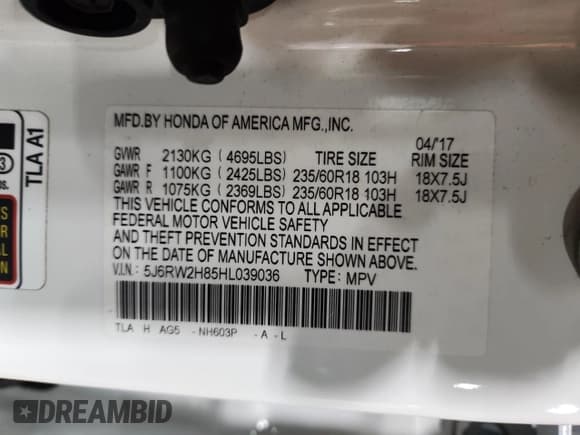 MFD.BY HONDA OF AMERICA MFG.,INC.
04/'17
GVWR 2130KG (4695LBS) TIRE SIZE RIM SIZE
GAWR F 1100KG (2425LBS) 235/60R18 103H 18X7.5J
GAWR R 1075KG (2369LBS) 235/60R18 103H 18X7.5J
THIS VEHICLE CONFORMS TO ALL APPLICABLE
FEDERAL MOTOR VEHICLE SAFETY
AND THEFT PREVENTION STANDARDS IN EFFECT
ON THE DATE OF MANUFACTURE SHOWN ABOVE.
V.I.N.: 5J6RW2H85HL039036 TYPE: MPV
TLA H AG5 -NH603P -A-L
TLA A1
DREAMBID